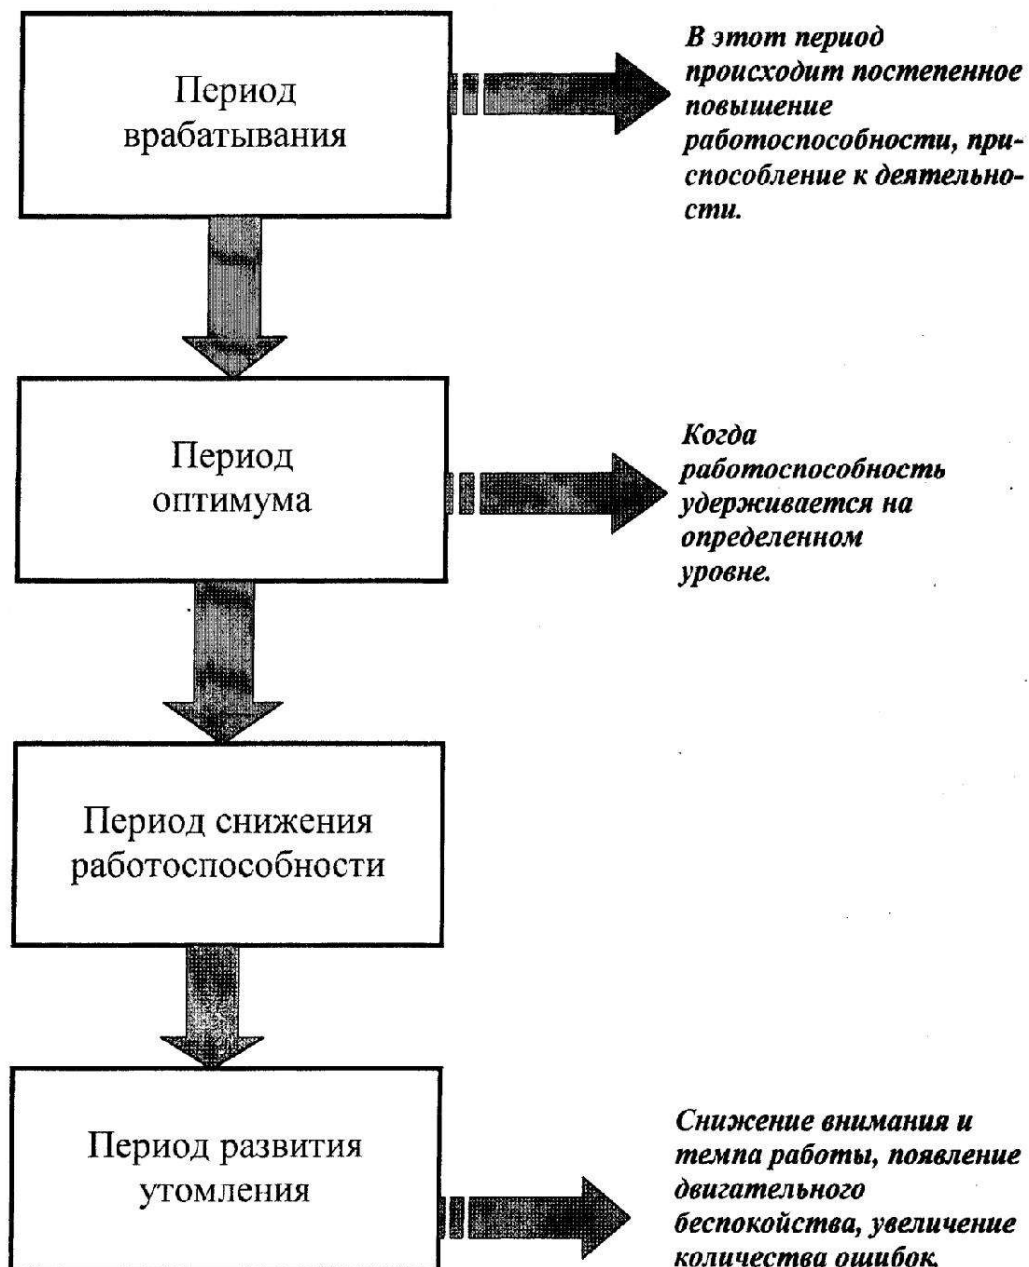 Период
врабатывания
В этот период
происходит постепенное
повышение
работоспособности, при-
способление к деятельно-
сти.
Период
оптимума
Когда
работоспособность
удерживается на
определенном
уровне.
Период снижения
работоспособности
Период развития
утомления
Снижение внимания и
темпа работы, появление
двигательного
беспокойства, увеличение
количества ошибок.